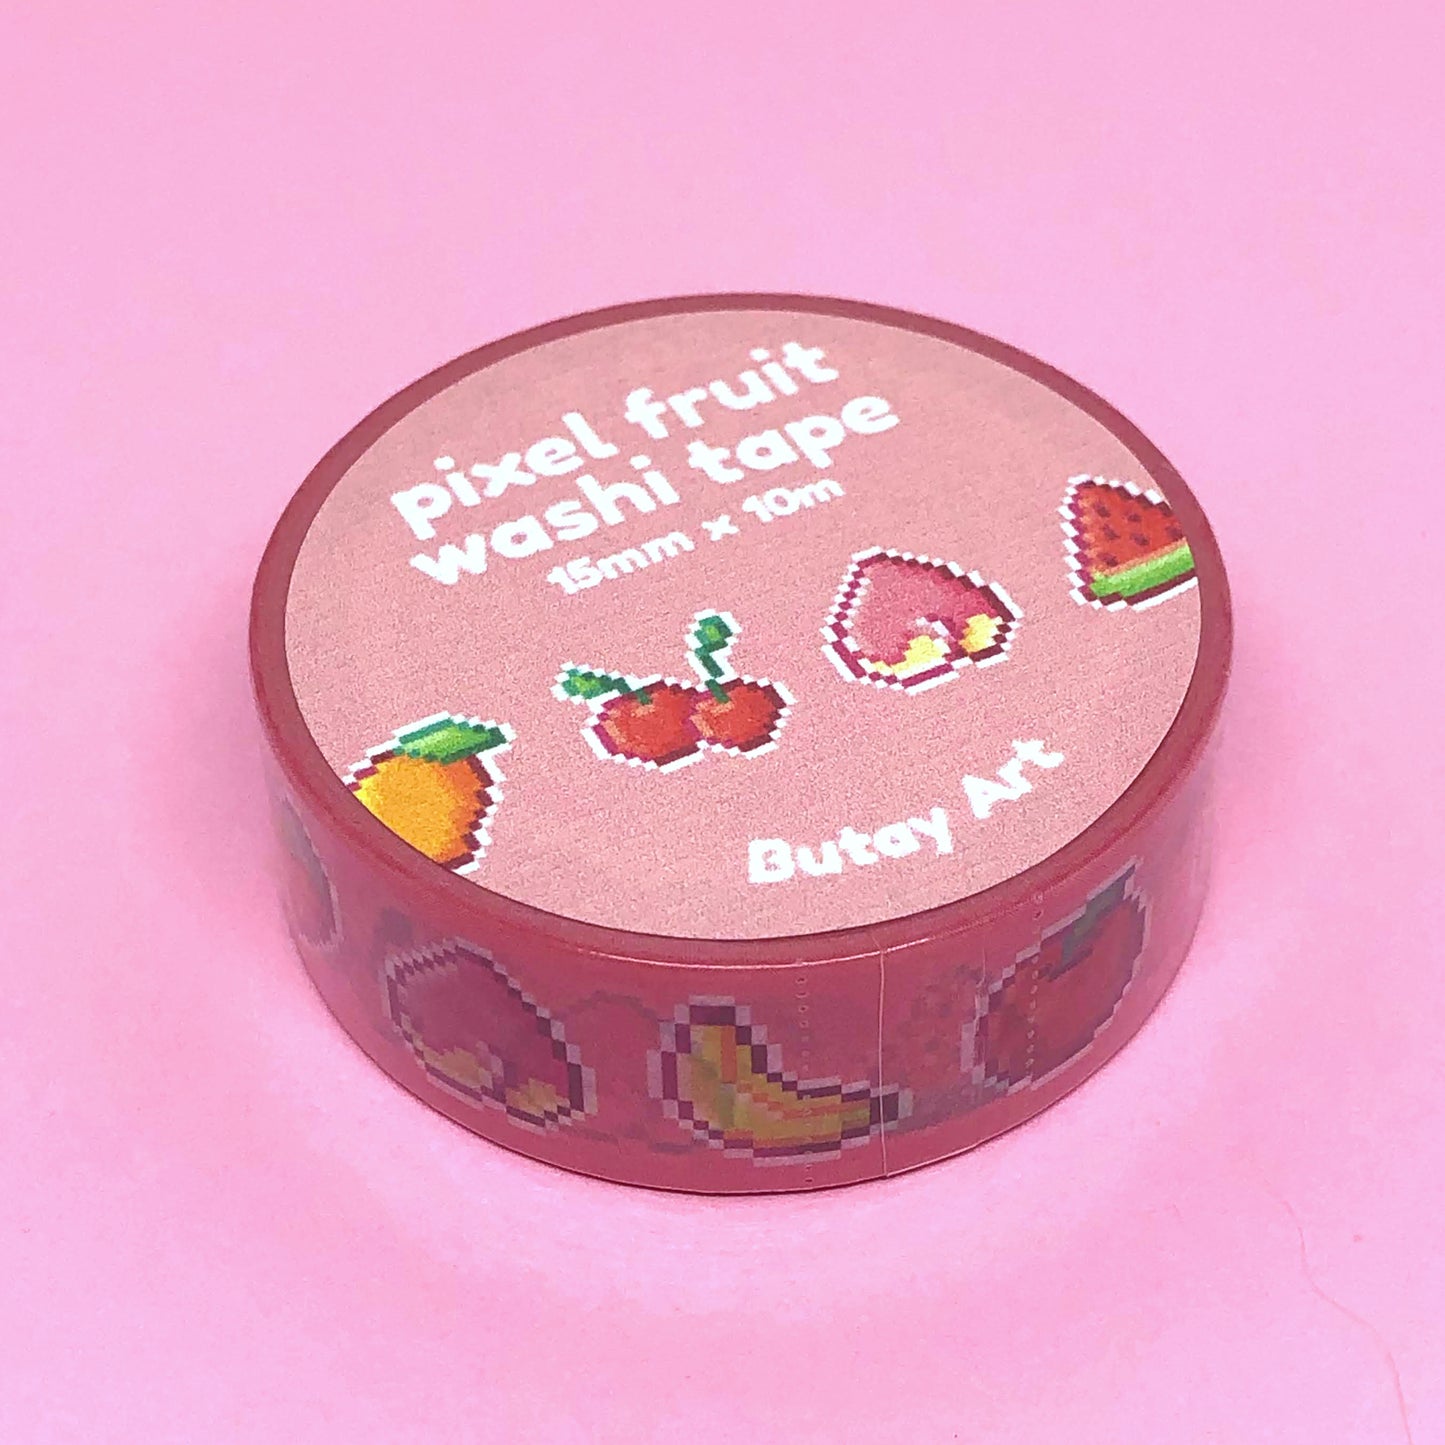 pixel fruit
washi tape
15mm x 10m
Butay Art